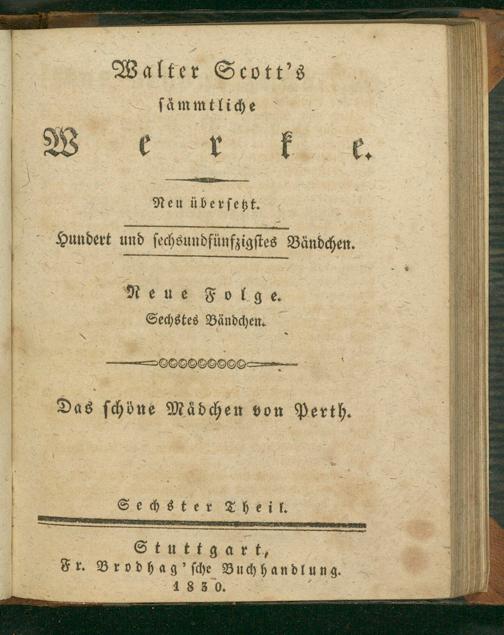 Walter Scott's
sämmtliche
Werke.
Neu übersetzt.
Hundert und sechsundfünfzigstes Bändchen.
Neue Folge.
Sechstes Bändchen.
Das schöne Mädchen von Perth.
Sechster Theil.
Stuttgart,
Fr. Brodhag'sche Buchhandlung.
1830.